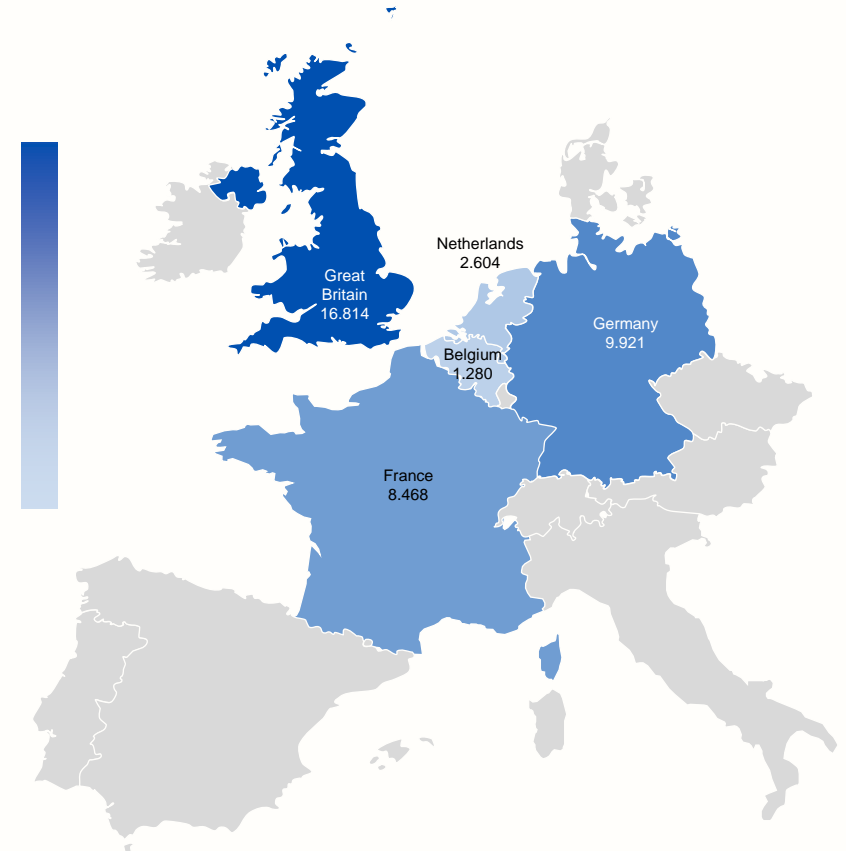 Netherlands
2.604
Great
Britain
16.814
Germany
9.921
Belgium
1.280
France
8.468